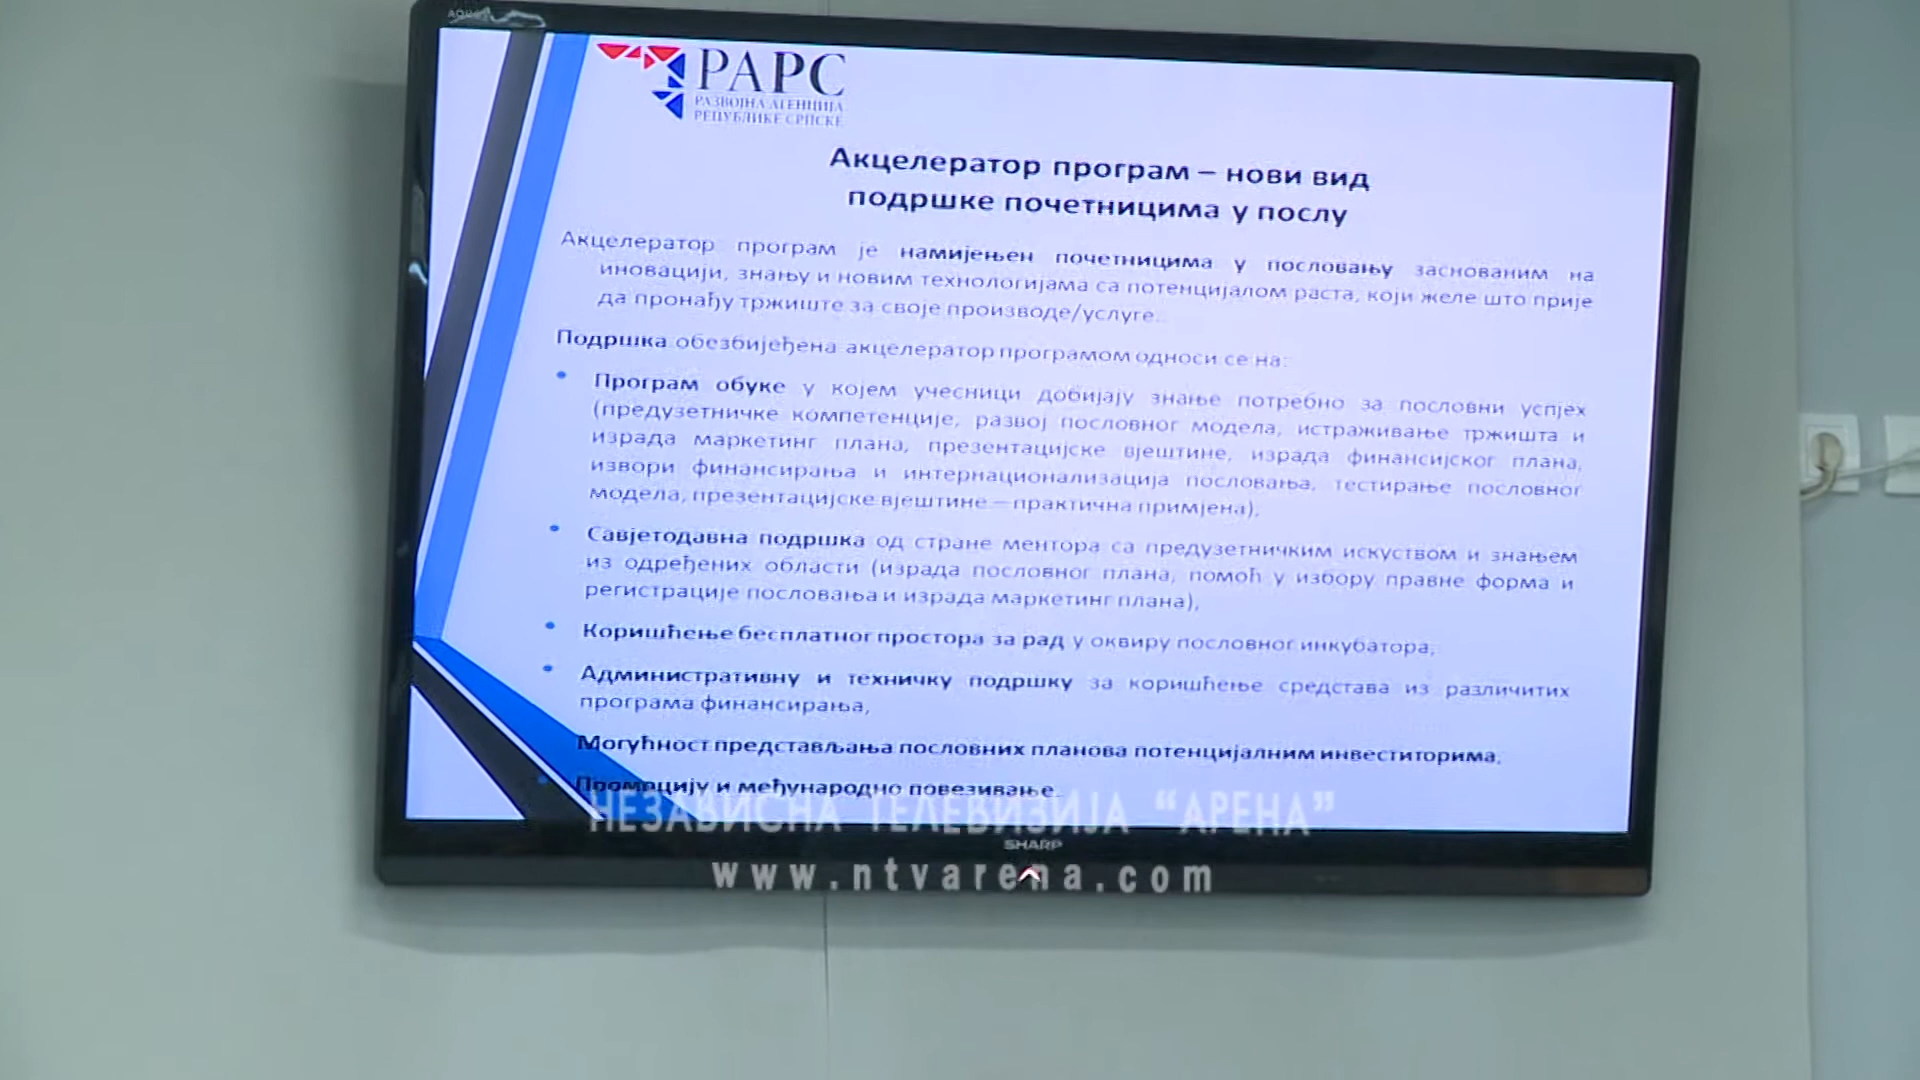 РАРС
РАЗВОЈНА АГЕНЦИЈА
РЕПУБЛИКЕ СРПСКЕ
Акцелератор програм – нови вид
подршке почетницима у послу
Акцелератор програм је намијењен почетницима у пословању заснованим на
иновацији, знању и новим технологијама са потенцијалом раста, који желе што прије
да пронађу тржиште за своје производе/услуге.
Подршка обезбијеђена акцелератор програмом односи се на:
• Програм обуке у којем учесници добијају знање потребно за пословни успјех
(предузетничке компетенције, развој пословног модела, истраживање тржишта и
израда маркетинг плана, презентацијске вјештине, израда финансијског плана,
извори финансирања и интернационализација пословања, тестирање пословног
модела, презентацијске вјештине – практична примјена),
• Савјетодавна подршка од стране ментора са предузетничким искуством и знањем
из одређених области (израда пословног плана, помоћ у избору правне форма и
регистрације пословања и израда маркетинг плана),
• Коришћење бесплатног простора за рад у оквиру пословног инкубатора,
• Административну и техничку подршку за коришћење средстава из различитих
програма финансирања,
Могућност представљања пословних планова потенцијалним инвеститорима,
• Промоцију и међународно повезивање.
НЕЗАВИСНА ТЕЛЕВИЗИЈА “АРЕНА”
SHARP
www.ntvarena.com